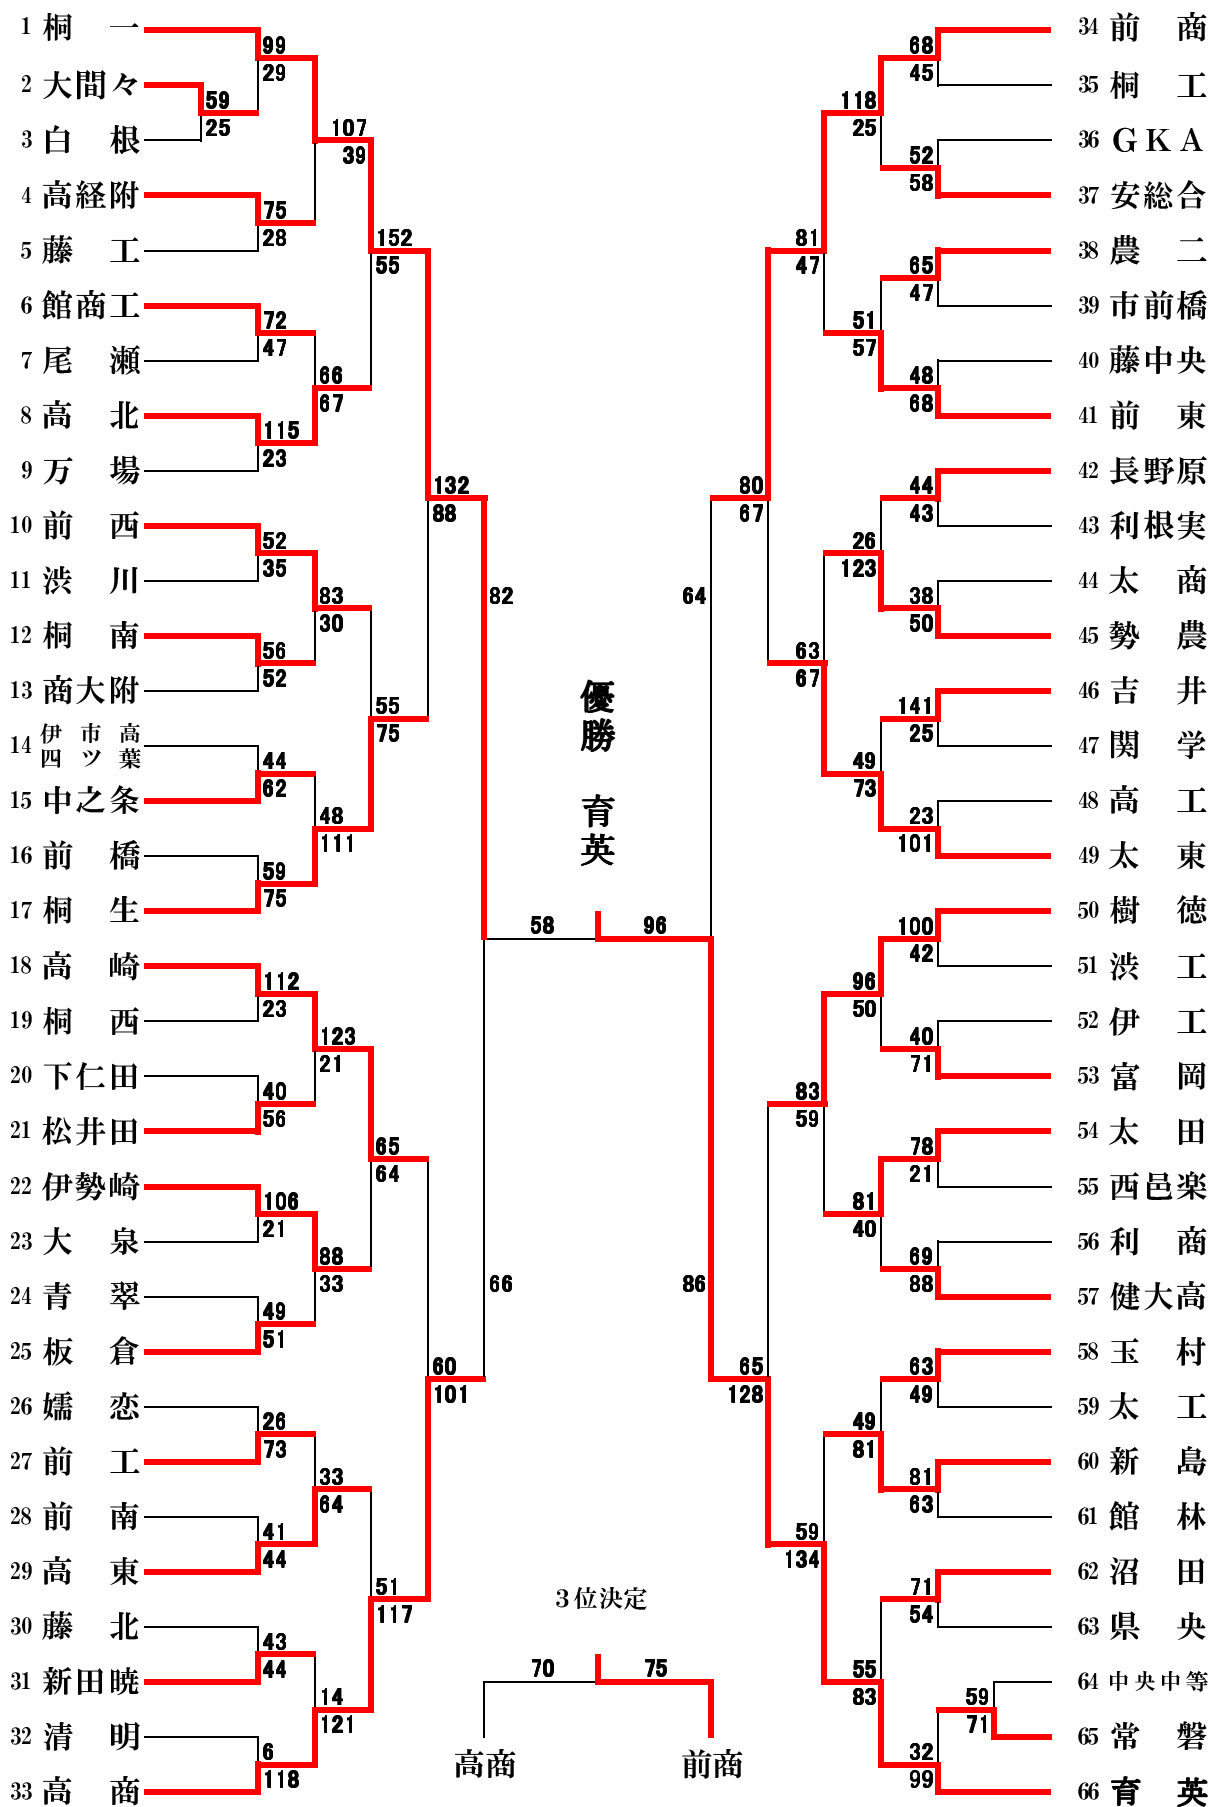 1 桐一
2 大間々
3 白根
4 高経附
5 藤工
6 館商工
7 尾瀬
8 高北
9 万場
10 前西
11 渋川
12 桐南
13 商大附
14 伊市高
四ツ葉
15 中之条
16 前橋
17 桐生
18 高崎
19 桐西
20 下仁田
21 松井田
22 伊勢崎
23 大泉
24 青翠
25 板倉
26 嬬恋
27 前工
28 前南
29 高東
30 藤北
31 新田暁
32 清明
33 高商
99
29
59
25
75
28
72
47
115
23
52
35
56
52
44
62
59
75
112
23
40
56
106
21
49
51
26
73
41
44
43
44
6
118
107
39
66
67
83
30
48
111
123
21
88
33
33
64
14
121
152
55
55
75
65
64
51
117
132
88
60
101
82
66
優勝 育英
58
96
3位決定
70
75
高商
前商
64
86
80
67
65
128
81
47
63
67
83
59
59
134
118
25
51
57
26
123
49
73
96
50
81
40
49
81
55
83
68
45
52
58
65
47
48
68
44
43
38
50
141
25
23
101
100
42
40
71
78
21
69
88
63
49
81
63
71
54
59
71
32
99
34 前商
35 桐工
36 GKA
37 安総合
38 農二
39 市前橋
40 藤中央
41 前東
42 長野原
43 利根実
44 太商
45 勢農
46 吉井
47 関学
48 高工
49 太東
50 樹徳
51 渋工
52 伊工
53 富岡
54 太田
55 西邑楽
56 利商
57 健大高
58 玉村
59 太工
60 新島
61 館林
62 沼田
63 県央
64 中央中等
65 常磐
66 育英